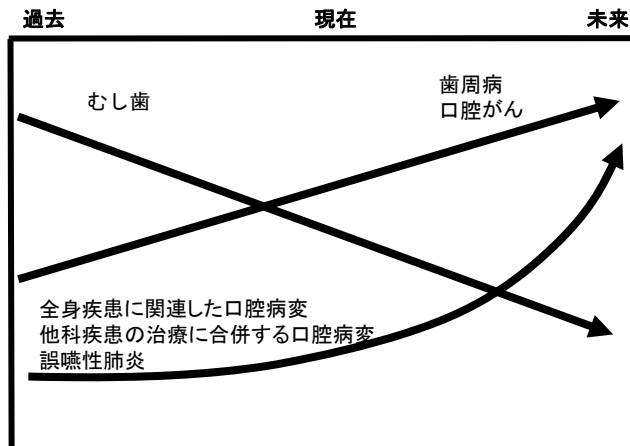 過去 現在 未来
むし歯
歯周病
口腔がん
全身疾患に関連した口腔病変
他科疾患の治療に合併する口腔病変
誤嚥性肺炎